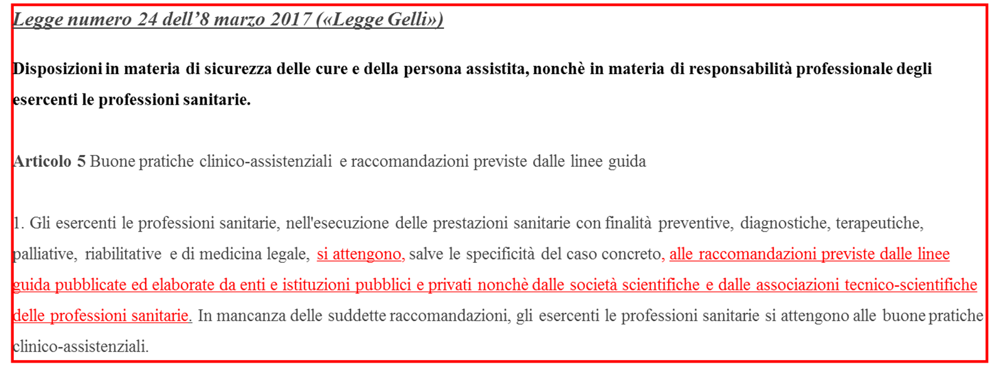 Legge numero 24 dell’8 marzo 2017 («Legge Gelli»)
Disposizioni in materia di sicurezza delle cure e della persona assistita, nonchè in materia di responsabilità professionale degli
esercenti le professioni sanitarie.
Articolo 5 Buone pratiche clinico-assistenziali e raccomandazioni previste dalle linee guida
1. Gli esercenti le professioni sanitarie, nell'esecuzione delle prestazioni sanitarie con finalità preventive, diagnostiche, terapeutiche,
palliative, riabilitative e di medicina legale, si attengono, salve le specificità del caso concreto, alle raccomandazioni previste dalle linee
guida pubblicate ed elaborate da enti e istituzioni pubblici e privati nonchè dalle società scientifiche e dalle associazioni tecnico-scientifiche
delle professioni sanitarie. In mancanza delle suddette raccomandazioni, gli esercenti le professioni sanitarie si attengono alle buone pratiche
clinico-assistenziali.